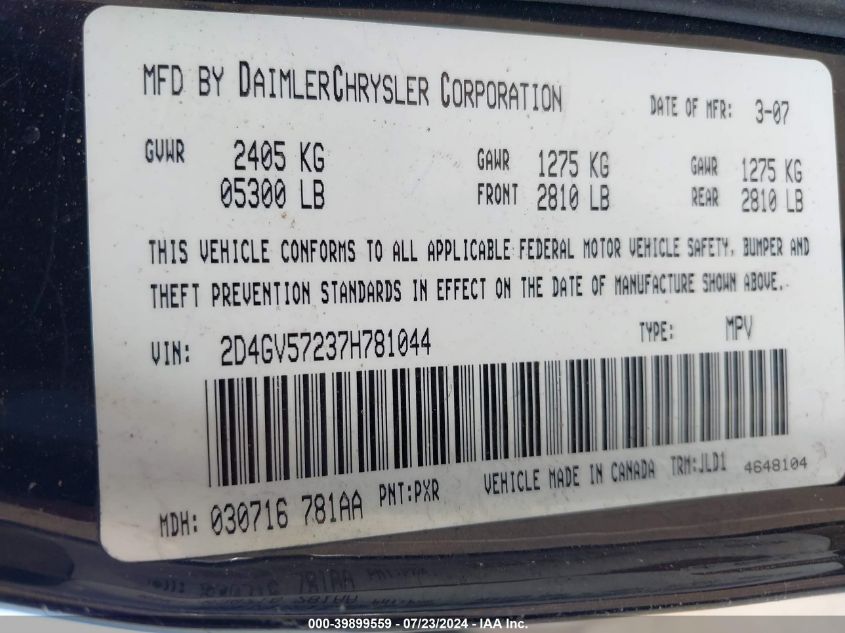 MFD BY DAIMLERCHRYSLER CORPORATION DATE OF MFR: 3-07
GVWR 2405 KG GAWR 1275 KG GAWR 1275 KG
05300 LB FRONT 2810 LB REAR 2810 LB
THIS VEHICLE CONFORMS TO ALL APPLICABLE FEDERAL MOTOR VEHICLE SAFETY, BUMPER AND
THEFT PREVENTION STANDARDS IN EFFECT ON THE DATE OF MANUFACTURE SHOWN ABOVE.
VIN: 2D4GV57237H781044 TYPE: MPV
MDH: 030716 781AA PNT:PXR VEHICLE MADE IN CANADA TRM:JLD1 4648104
000-39899559 - 07/23/2024 - IAA Inc.